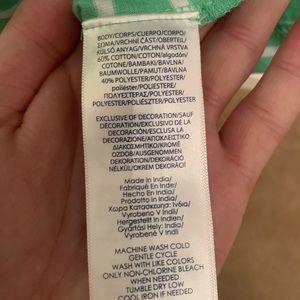 BODY/CORPS/CUERPO/CORPO/
ΣΩΜΑ/VRCHNÍ ČÁST/OBERTEIL/
KÜLSŐ ANYAG/VRCHNÁ VRSTVA
60% COTTON/COTON/algodón/
COTONE/ΒΑΜΒΑΚΙ/BAVLNA/
BAUMWOLLE/PAMUT/BAVLNA
40% POLYESTER/POLYESTER/
poliéster/POLIESTERE/
ΠΟΛΥΕΣΤΕΡΑΣ/POLYESTER/
POLYESTER/POLIÉSZTER/POLYESTER
EXCLUSIVE OF DECORATION/SAUF
DÉCORATION/EXCLUSIVO DE LA
DECORACIÓN/ESCLUSA LA
DECORAZIONE/ΑΠΟΚΛΕΙΣΤΙΚΟ
ΔΙΑΚΟΣΜΗΤΙΚΟ/KROMĚ
OZDOB/AUSGENOMMEN
DEKORATION/DEKORÁCIÓ
NÉLKÜL/OKREM DEKORÁCIÍ
Made In India/
Fabriqué En Inde/
Hecho En India/
Prodotto In India/
Χώρα Κατασκευής: Ινδία/
Vyrobeno V Indii/
Hergestellt In Indien/
Gyártási Hely: India/
Vyrobené V Indii
MACHINE WASH COLD
GENTLE CYCLE
WASH WITH LIKE COLORS
ONLY NON-CHLORINE BLEACH
WHEN NEEDED
TUMBLE DRY LOW
COOL IRON IF NEEDED